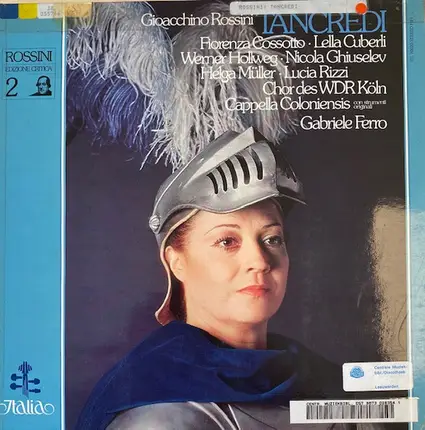 ROSSINI: TANCREDI
Gioacchino Rossini TANCREDI
Fiorenza Cossotto · Lella Cuberli
Werner Hollweg · Nicola Ghiuselev
Helga Müller · Lucia Rizzi
Chor des WDR Köln
Cappella Coloniensis con strumenti originali
Gabriele Ferro
ROSSINI
EDIZIONE CRITICA
2
Italia